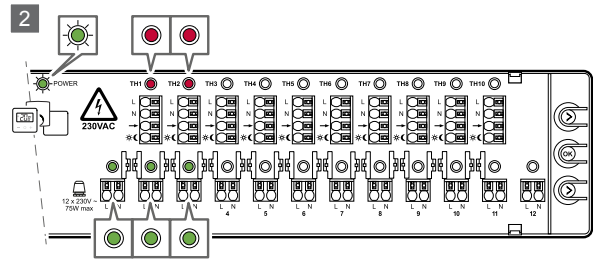 2
POWER
TH1 TH2 TH3 TH4 TH5 TH6 TH7 TH8 TH9 TH10
L L L L L L L L L L
N N N N N N N N N N
230VAC
OK
12 x 230V ~
75W max
L N L N L N L N L N L N L N L N L N L N L N L N
4 5 6 7 8 9 10 11 12